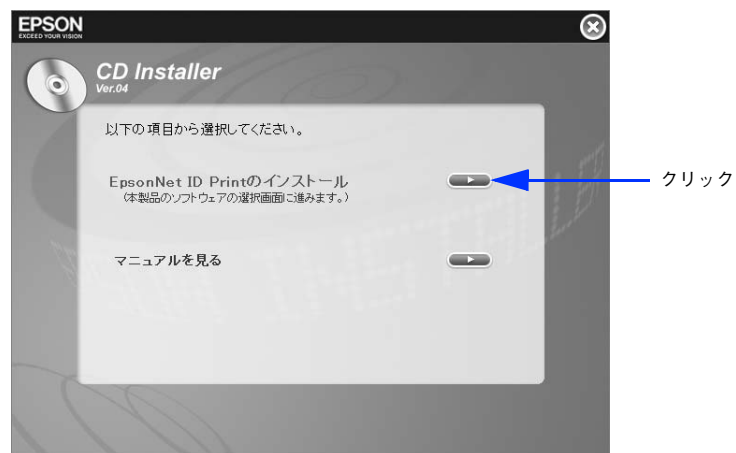 EPSON
EXCEED YOUR VISION
CD Installer
Ver.04
以下の項目から選択してください。
EpsonNet ID Printのインストール
クリック
(本製品のソフトウェアの選択画面に進みます。)
マニュアルを見る